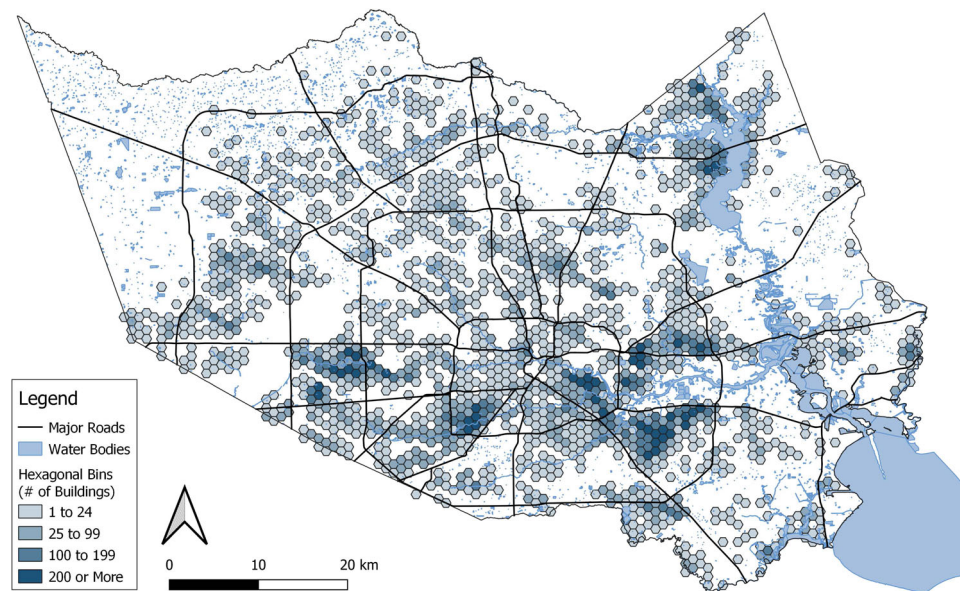 Legend
Major Roads
Water Bodies
Hexagonal Bins
(# of Buildings)
1 to 24
25 to 99
100 to 199
200 or More
0 10 20 km